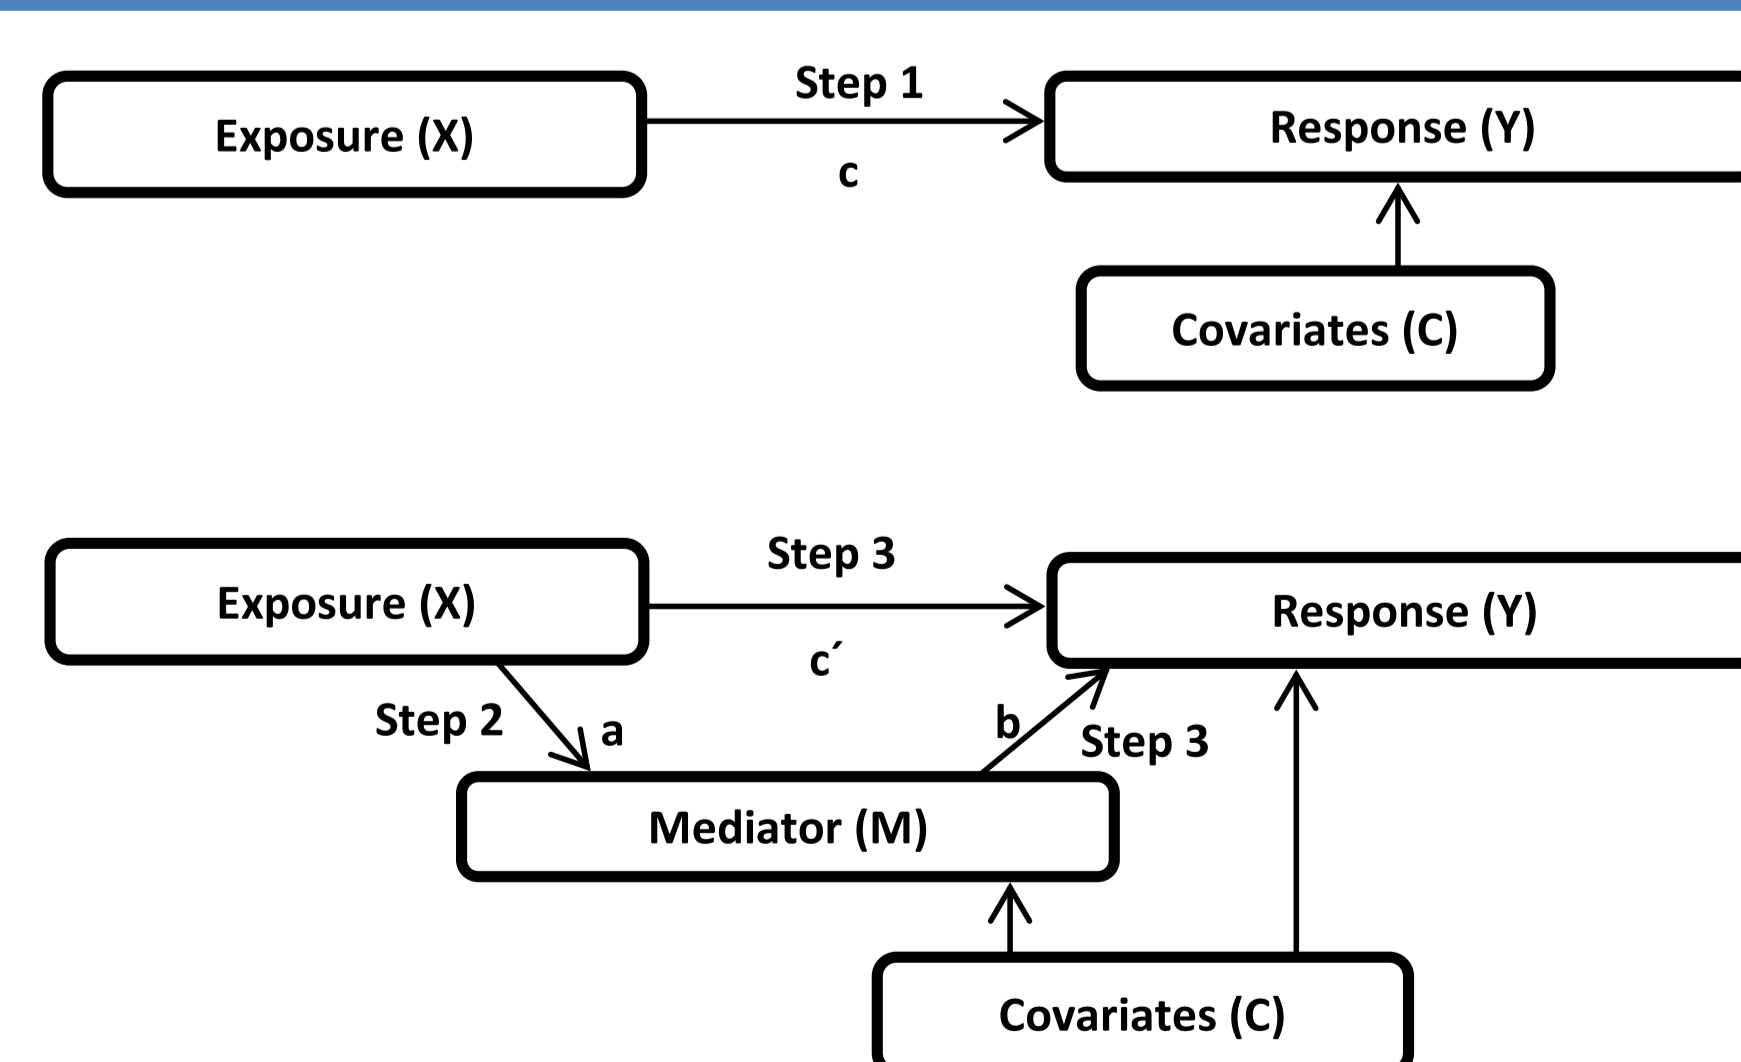 Step 1
Exposure (X)
Response (Y)
c
Covariates (C)
Step 3
Exposure (X)
Response (Y)
c´
Step 2
a
b
Step 3
Mediator (M)
Covariates (C)